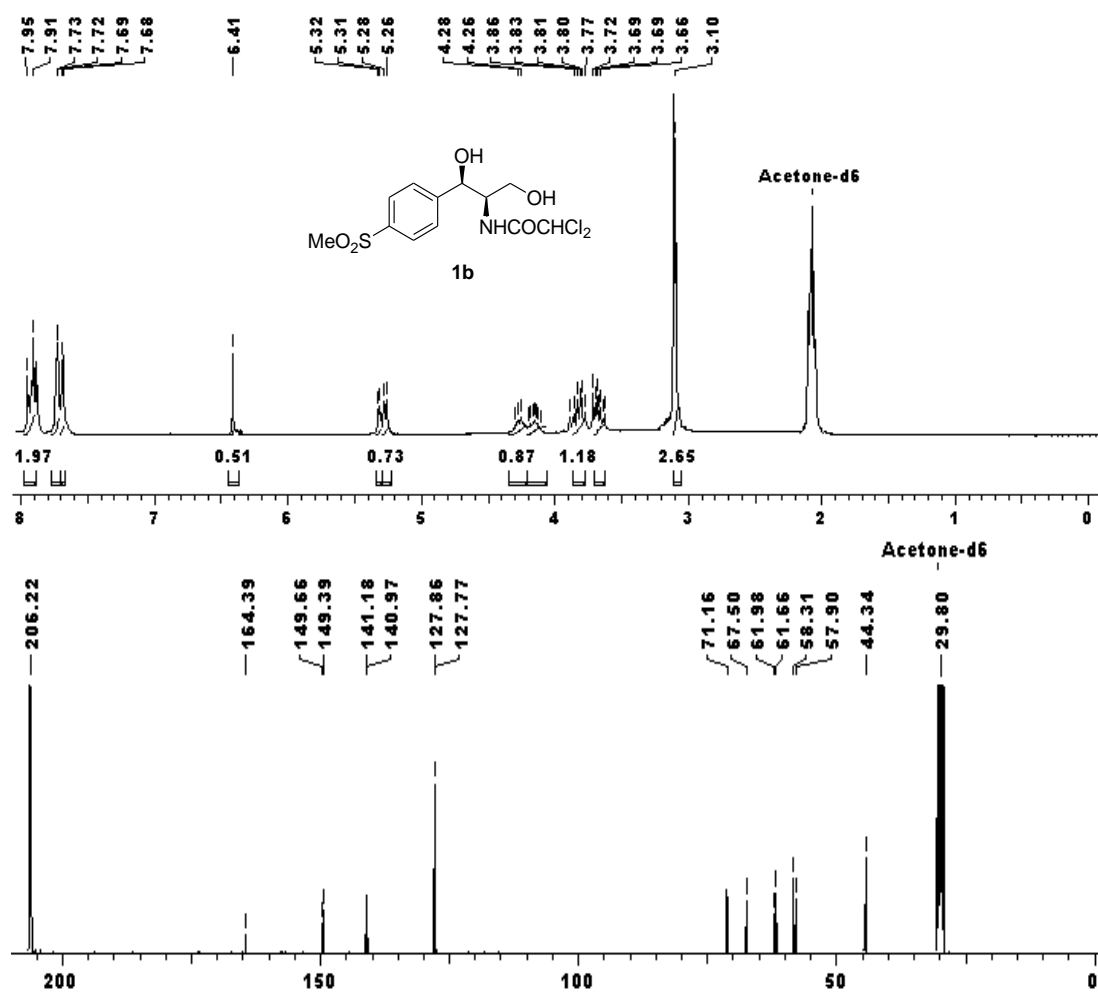 7.95 7.91 7.73 7.72 7.69 7.68 6.41 5.32 5.31 5.28 5.26 4.28 4.26 3.86 3.83 3.81 3.80 3.77 3.72 3.69 3.69 3.66 3.10
OH
OH
NHCOCHCl2
MeO2S
1b
Acetone-d6
1.97 0.51 0.73 0.87 1.18 2.65
8 7 6 5 4 3 2 1 0
Acetone-d6
206.22 164.39 149.66 149.39 141.18 140.97 127.86 127.77 71.16 67.50 61.98 61.66 58.31 57.90 44.34 29.80
200 150 100 50 0